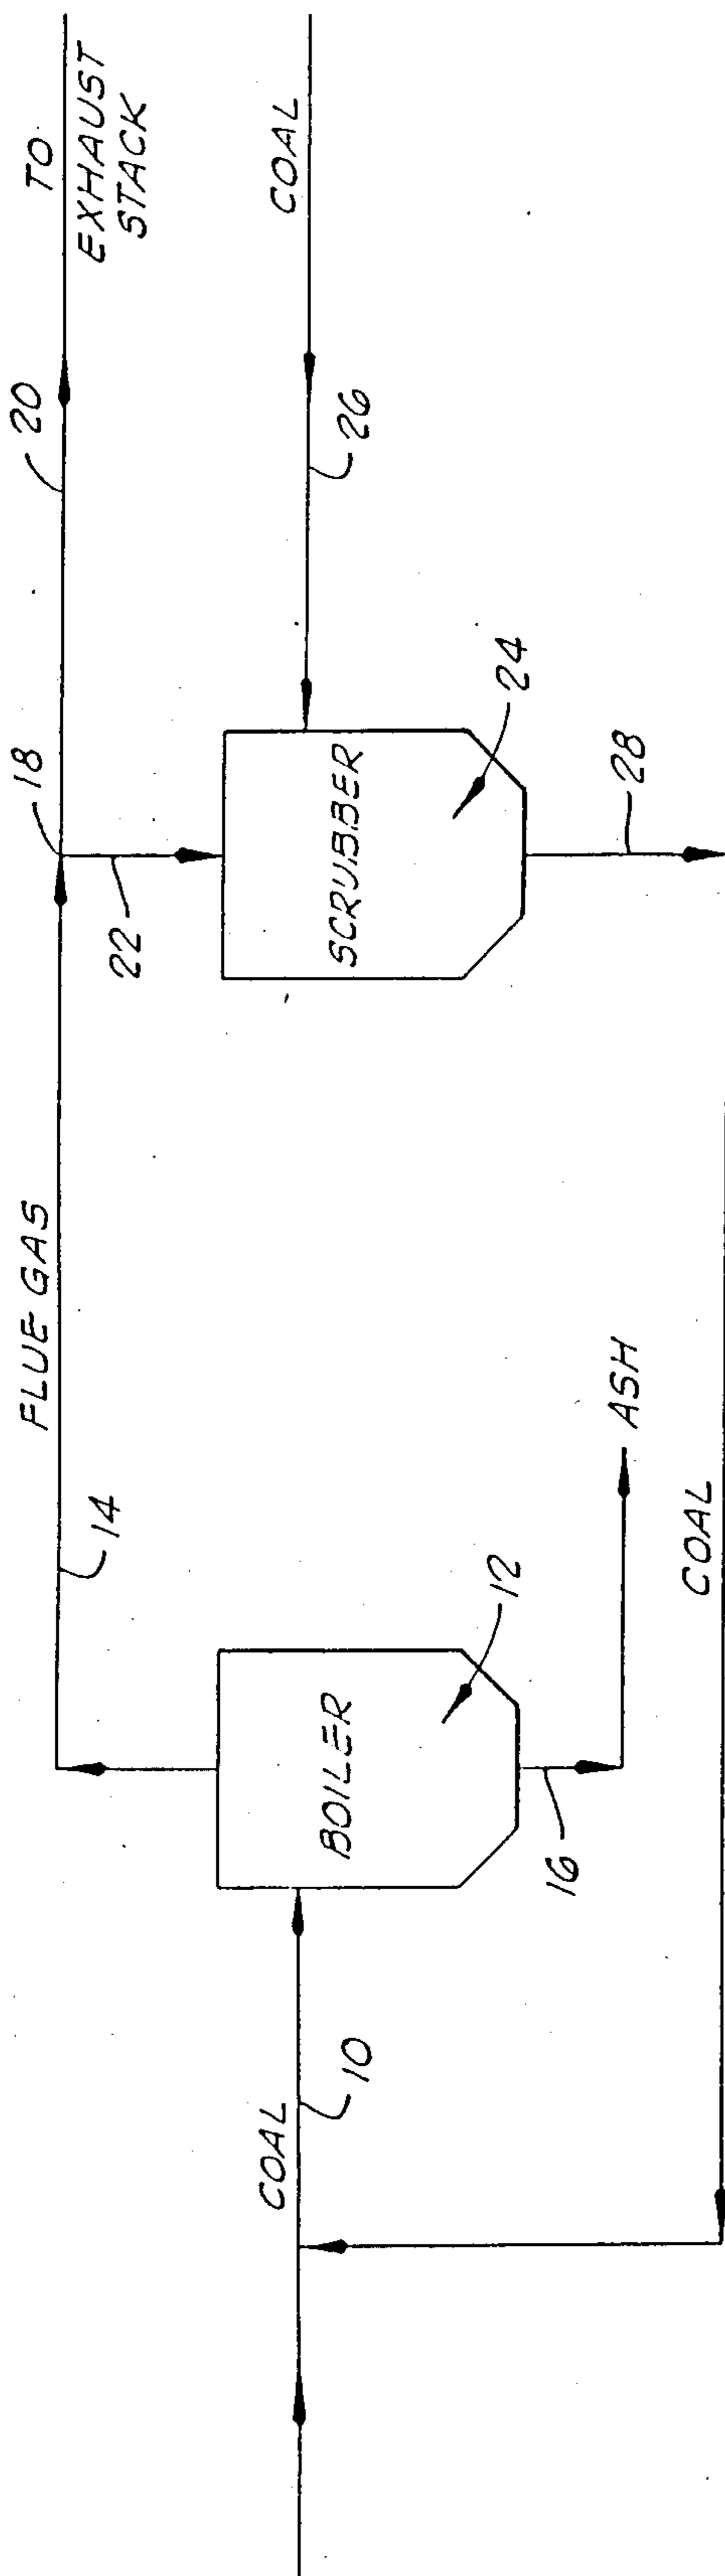 TO
EXHAUST
STACK
20
18
FLUE GAS
14
22
COAL
26
SCRUBBER
24
28
BOILER
12
16
ASH
COAL
10
COAL